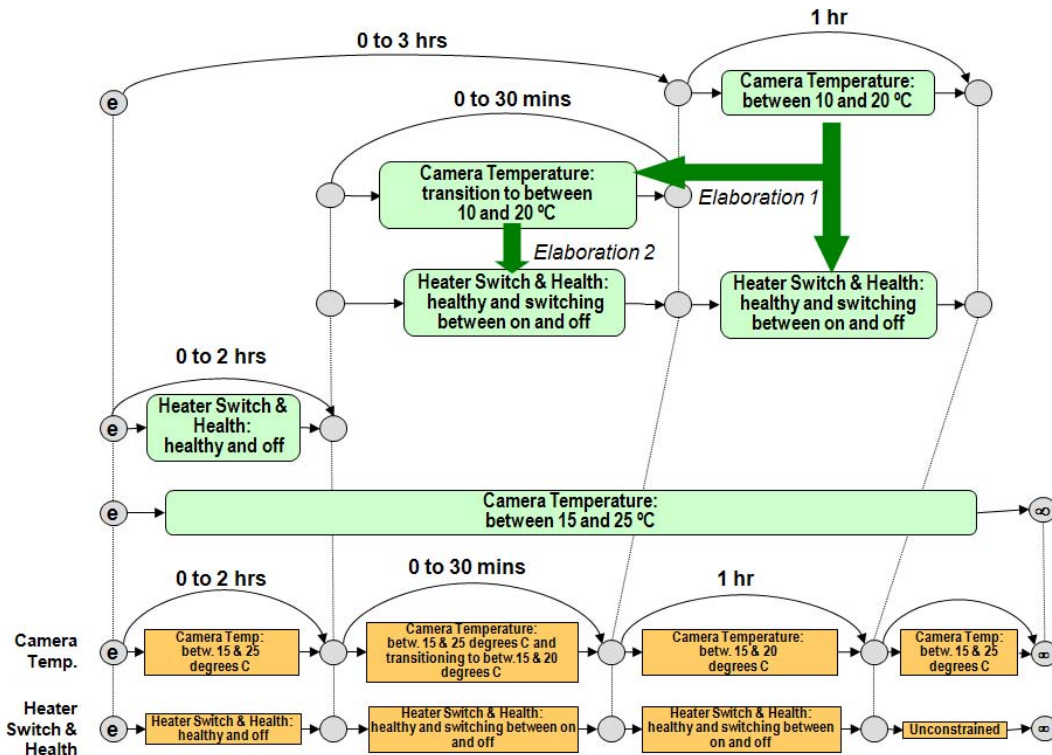 1 hr
0 to 3 hrs
e
Camera Temperature:
between 10 and 20 ºC
0 to 30 mins
Camera Temperature:
transition to between
10 and 20 ºC
Elaboration 1
Elaboration 2
Heater Switch & Health:
healthy and switching
between on and off
Heater Switch & Health:
healthy and switching
between on and off
0 to 2 hrs
e
Heater Switch &
Health:
healthy and off
e
Camera Temperature:
between 15 and 25 ºC
∞
0 to 2 hrs
0 to 30 mins
1 hr
Camera
Temp.
e
Camera Temp:
betw. 15 & 25
degrees C
Camera Temperature:
betw. 15 & 25 degrees C and
transitioning to betw.15 & 20
degrees C
Camera Temperature:
betw. 15 & 20
degrees C
Camera Temp:
betw. 15 & 25
degrees C
∞
Heater
Switch &
Health
e
Heater Switch & Health:
healthy and off
Heater Switch & Health:
healthy and switching between on
and off
Heater Switch & Health:
healthy and switching between
on and off
Unconstrained
∞